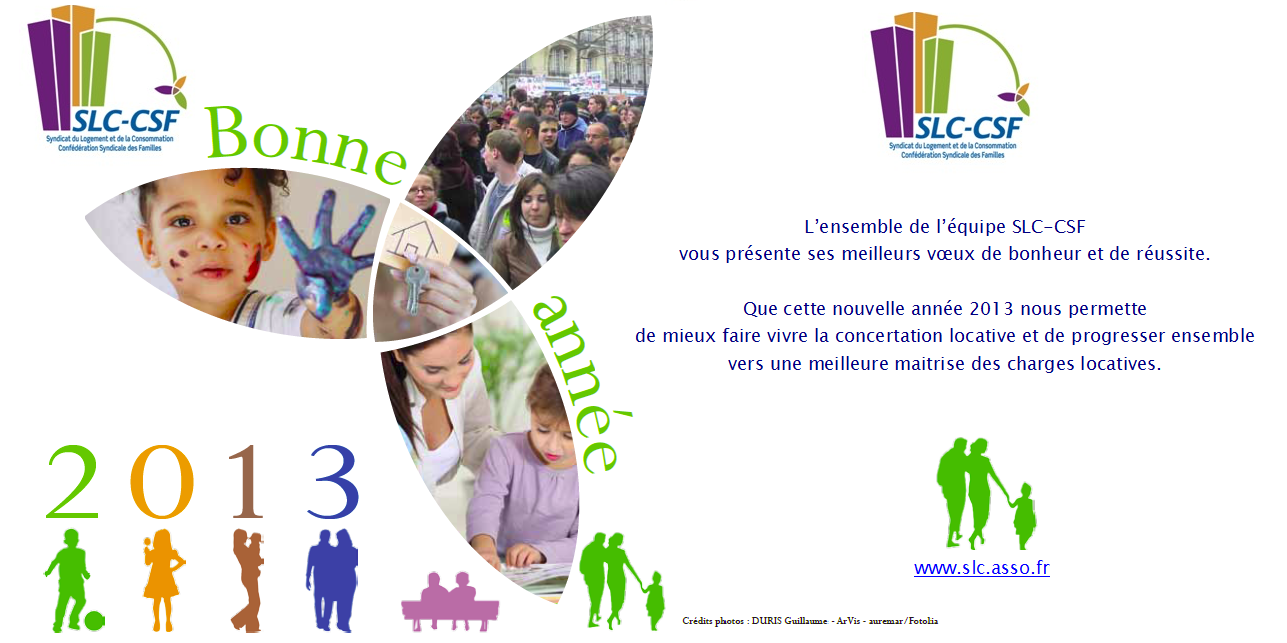 SLC-CSF
Syndicat du Logement et de la Consommation
Confédération Syndicale des Familles
Bonne
année
2013
SLC-CSF
Syndicat du Logement et de la Consommation
Confédération Syndicale des Familles
L’ensemble de l’équipe SLC-CSF
vous présente ses meilleurs vœux de bonheur et de réussite.
Que cette nouvelle année 2013 nous permette
de mieux faire vivre la concertation locative et de progresser ensemble
vers une meilleure maitrise des charges locatives.
www.slc.asso.fr
Crédits photos : DURIS Guillaume - ArVis - auremar/Fotolia